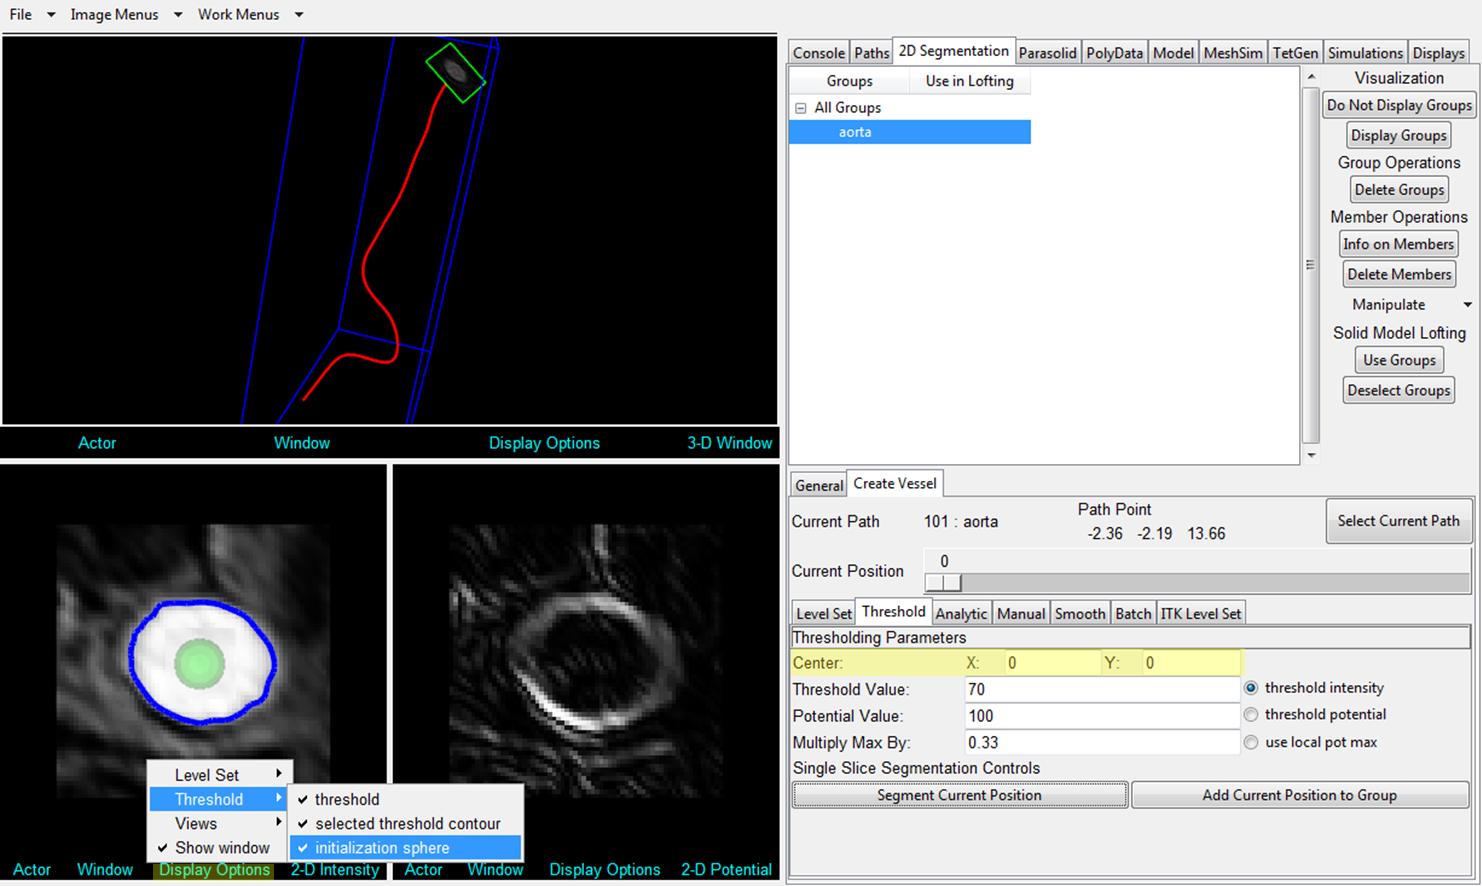 File Image Menus Work Menus
Console Paths 2D Segmentation Parasolid PolyData Model MeshSim TetGen Simulations Displays
Groups Use in Lofting
All Groups
aorta
Visualization
Do Not Display Groups
Display Groups
Group Operations
Delete Groups
Member Operations
Info on Members
Delete Members
Manipulate
Solid Model Lofting
Use Groups
Deselect Groups
Actor Window Display Options 3-D Window
General Create Vessel
Current Path 101 : aorta
Path Point
-2.36 -2.19 13.66
Select Current Path
Current Position
0
Level Set Threshold Analytic Manual Smooth Batch ITK Level Set
Thresholding Parameters
Center: X: 0 Y: 0
Threshold Value: 70 threshold intensity
Potential Value: 100 threshold potential
Multiply Max By: 0.33 use local pot max
Single Slice Segmentation Controls
Segment Current Position Add Current Position to Group
Level Set
Threshold
Views
Show window
threshold
selected threshold contour
initialization sphere
Actor Window Display Options 2-D Intensity
Actor Window Display Options 2-D Potential